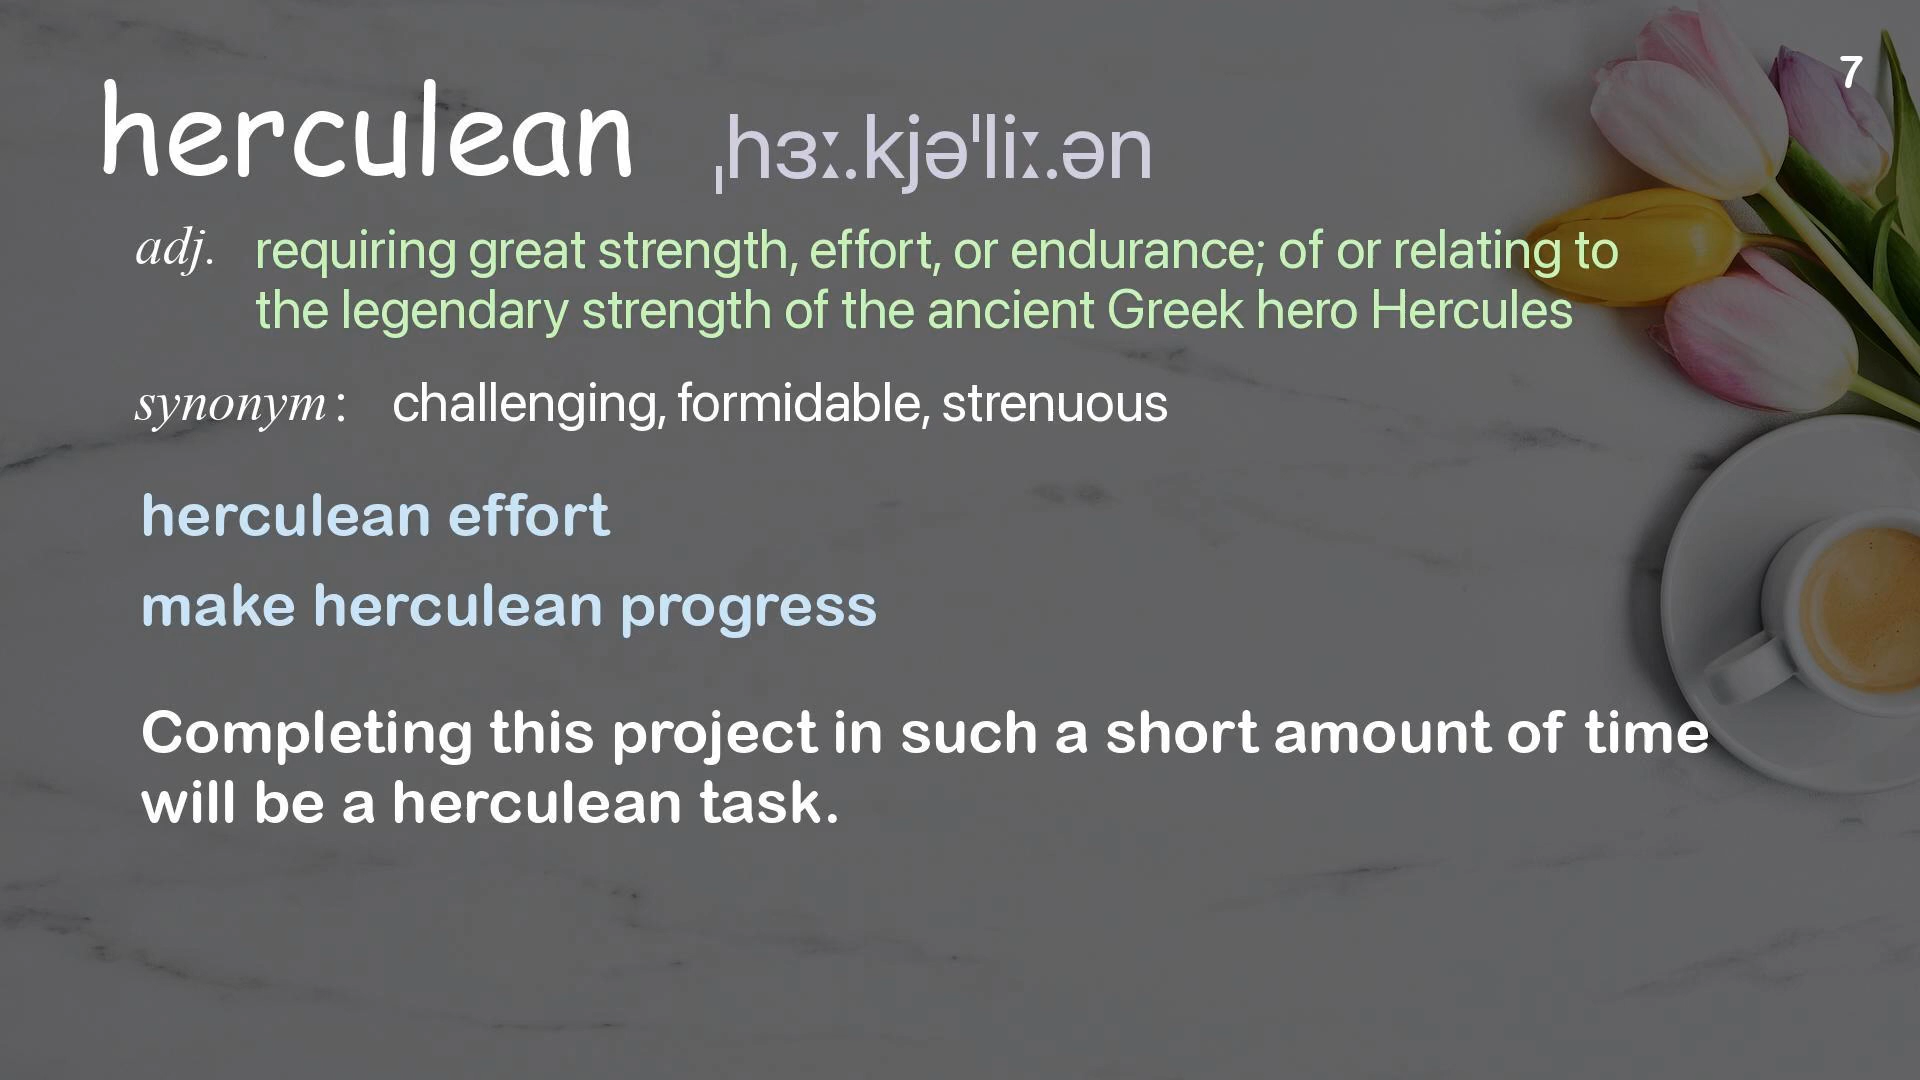 7
herculean ˌhɜː.kjəˈliː.ən
adj. requiring great strength, effort, or endurance; of or relating to
the legendary strength of the ancient Greek hero Hercules
synonym: challenging, formidable, strenuous
herculean effort
make herculean progress
Completing this project in such a short amount of time
will be a herculean task.